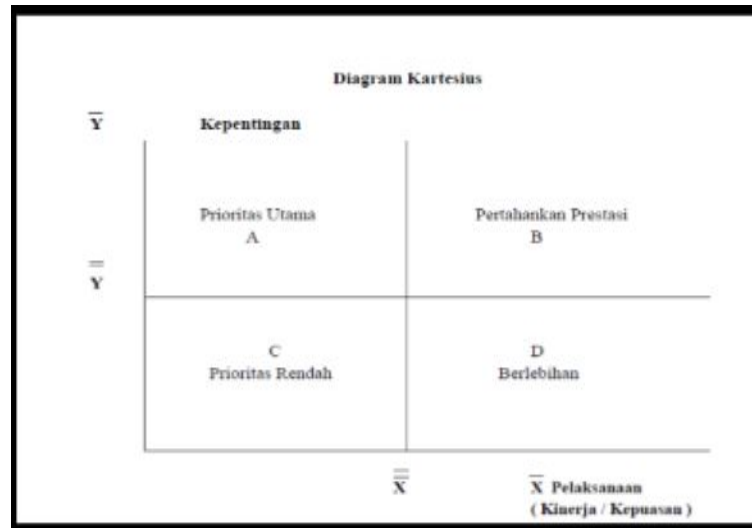 Diagram Kartesius
Y̅ Kepentingan
Prioritas Utama
A
Pertahankan Prestasi
B
Y̿
C
Prioritas Rendah
D
Berlebihan
X̿
X̅ Pelaksanaan
( Kinerja / Kepuasan )